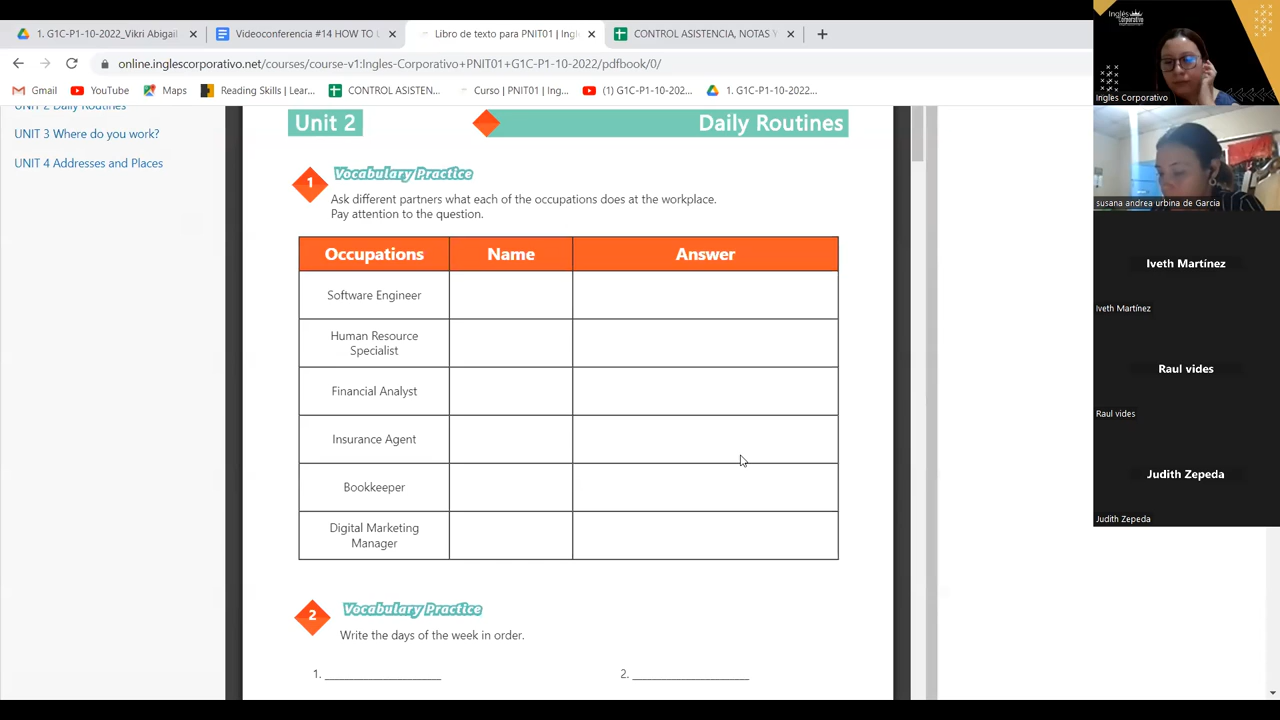 1. G1C-P1-10-2022_Vikri Abigail
Videoconferencia #14 HOW TO
Libro de texto para PNIT01 | Ingl
CONTROL ASISTENCIA, NOTAS Y
online.inglescorporativo.net/courses/course-v1:Ingles-Corporativo+PNIT01+G1C-P1-10-2022/pdfbook/0/
Gmail
YouTube
Maps
Reading Skills | Lear...
CONTROL ASISTEN...
Curso | PNIT01 | Ing...
(1) G1C-P1-10-202...
1. G1C-P1-10-2022...
UNIT 2 Daily Routines
UNIT 3 Where do you work?
UNIT 4 Addresses and Places
Unit 2
Daily Routines
1
Vocabulary Practice
Ask different partners what each of the occupations does at the workplace.
Pay attention to the question.
Occupations Name Answer
Software Engineer
Human Resource
Specialist
Financial Analyst
Insurance Agent
Bookkeeper
Digital Marketing
Manager
2
Vocabulary Practice
Write the days of the week in order.
1. ____________________
2. ____________________
Inglés
Corporativo
Ingles Corporativo
susana andrea urbina de Garcia
Iveth Martínez
Iveth Martínez
Raul vides
Raul vides
Judith Zepeda
Judith Zepeda